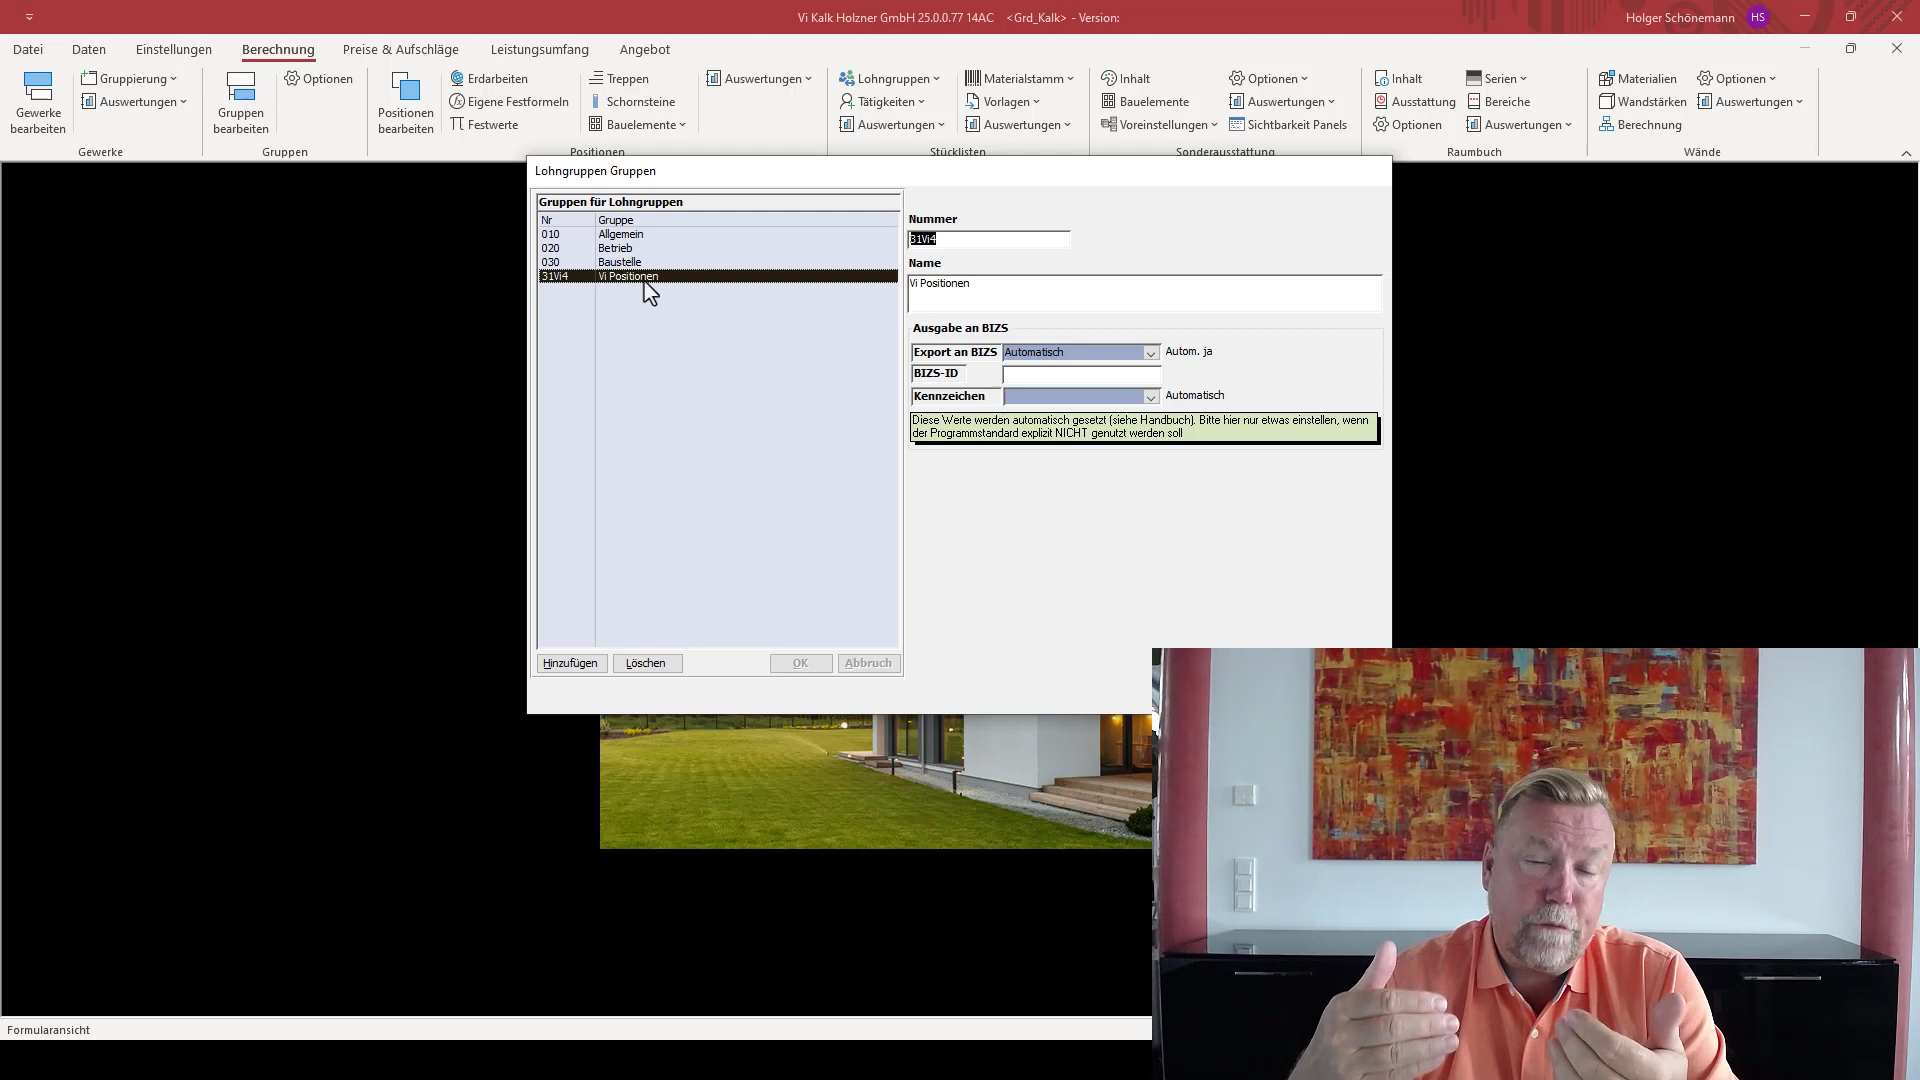 Vi Kalk Holzner GmbH 25.0.0.77 14AC <Grd_Kalk> - Version:
Holger Schönemann HS
Datei Daten Einstellungen Berechnung Preise & Aufschläge Leistungsumfang Angebot
Gewerke bearbeiten
Gruppierung
Auswertungen
Gewerke
Gruppen bearbeiten
Optionen
Gruppen
Positionen bearbeiten
Erdarbeiten
Eigene Festformeln
Festwerte
Treppen
Schornsteine
Bauelemente
Auswertungen
Positionen
Lohngruppen
Tätigkeiten
Auswertungen
Materialstamm
Vorlagen
Auswertungen
Stücklisten
Inhalt
Bauelemente
Voreinstellungen
Optionen
Auswertungen
Sichtbarkeit Panels
Sonderausstattung
Inhalt
Ausstattung
Optionen
Serien
Bereiche
Auswertungen
Raumbuch
Materialien
Wandstärken
Berechnung
Optionen
Auswertungen
Wände
Lohngruppen Gruppen
Gruppen für Lohngruppen
Nr Gruppe
010 Allgemein
020 Betrieb
030 Baustelle
31Vi4 Vi Positionen
Hinzufügen Löschen OK Abbruch
Nummer
31Vi4
Name
Vi Positionen
Ausgabe an BIZS
Export an BIZS Automatisch Autom. ja
BIZS-ID
Kennzeichen Automatisch
Diese Werte werden automatisch gesetzt (siehe Handbuch). Bitte hier nur etwas einstellen, wenn
der Programmstandard explizit NICHT genutzt werden soll
Formularansicht